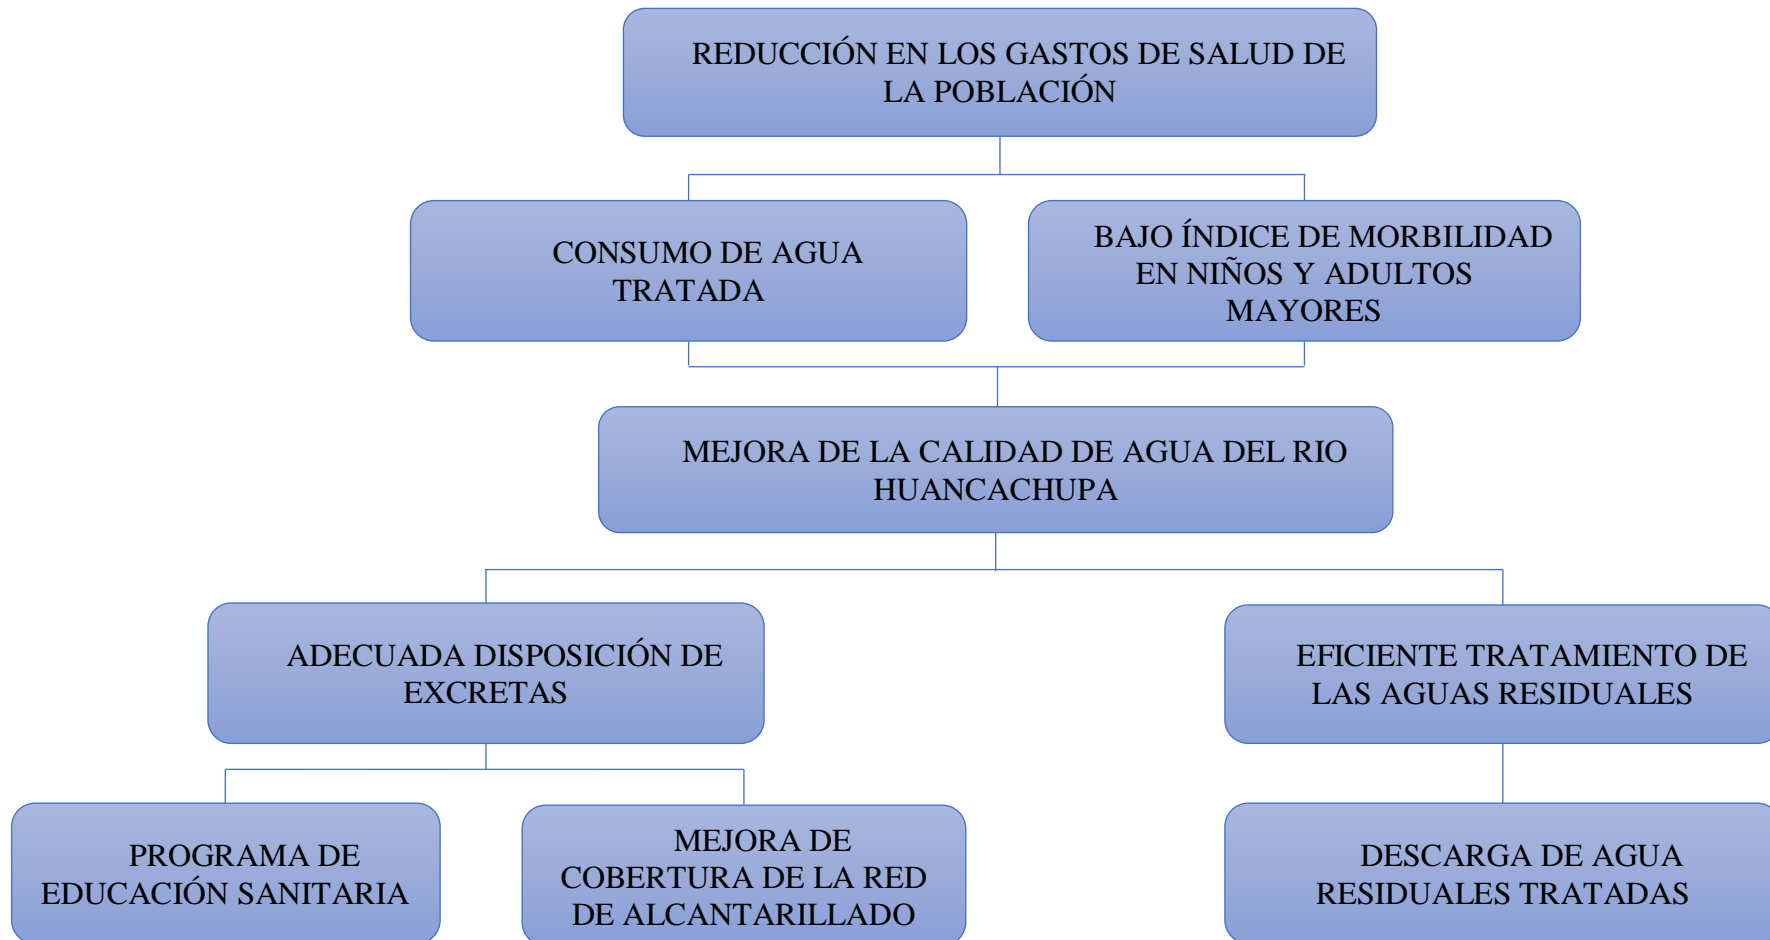 REDUCCIÓN EN LOS GASTOS DE SALUD DE
LA POBLACIÓN
CONSUMO DE AGUA
TRATADA
BAJO ÍNDICE DE MORBILIDAD
EN NIÑOS Y ADULTOS
MAYORES
MEJORA DE LA CALIDAD DE AGUA DEL RIO
HUANCACHUPA
ADECUADA DISPOSICIÓN DE
EXCRETAS
EFICIENTE TRATAMIENTO DE
LAS AGUAS RESIDUALES
PROGRAMA DE
EDUCACIÓN SANITARIA
MEJORA DE
COBERTURA DE LA RED
DE ALCANTARILLADO
DESCARGA DE AGUA
RESIDUALES TRATADAS